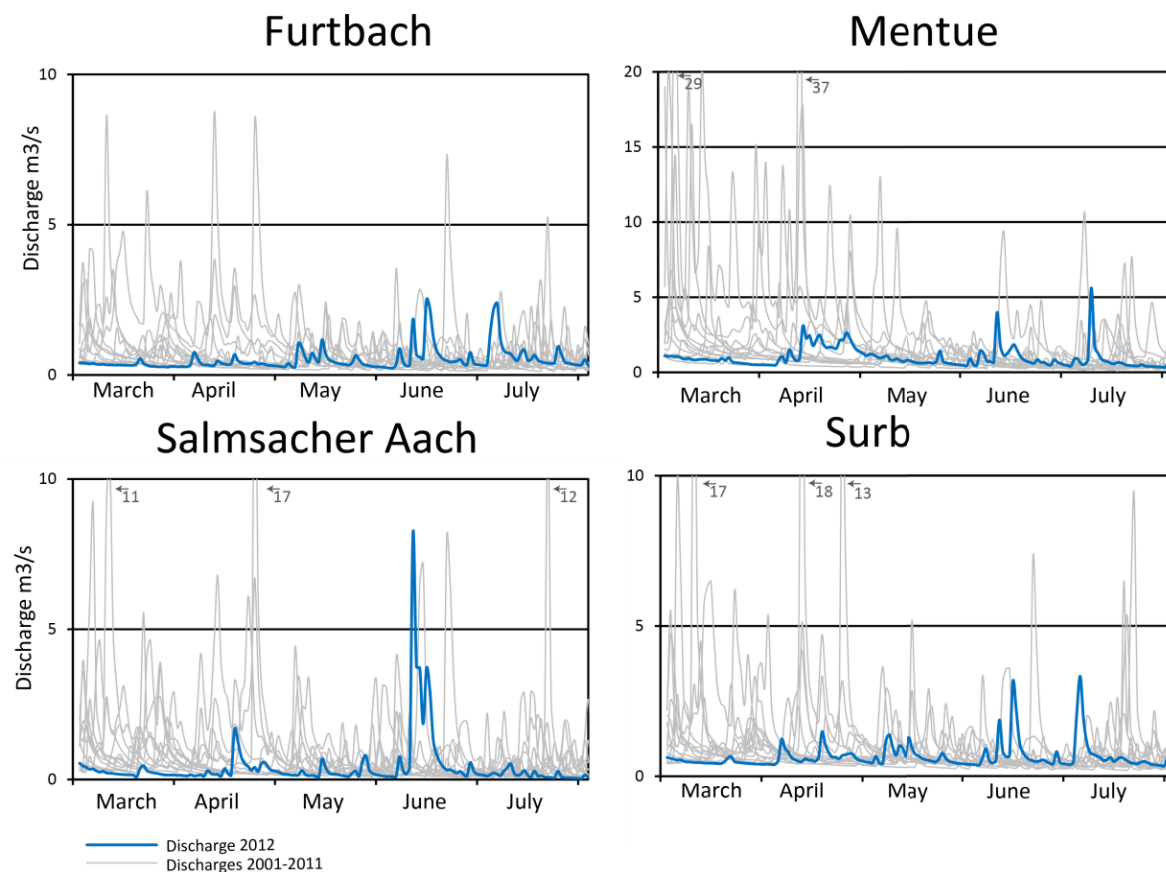 Furtbach
Mentue
Discharge m3/s
10
5
0
March April May June July
20
15
10
5
0
29
37
March April May June July
Salmsacher Aach
Surb
Discharge m3/s
10
5
0
11
17
12
March April May June July
10
5
0
17
18
13
March April May June July
Discharge 2012
Discharges 2001-2011